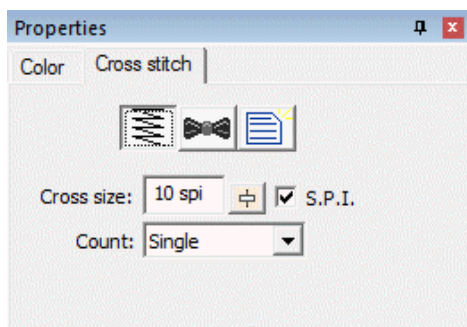 Properties
Color Cross stitch
Cross size: 10 spi S.P.I.
Count: Single